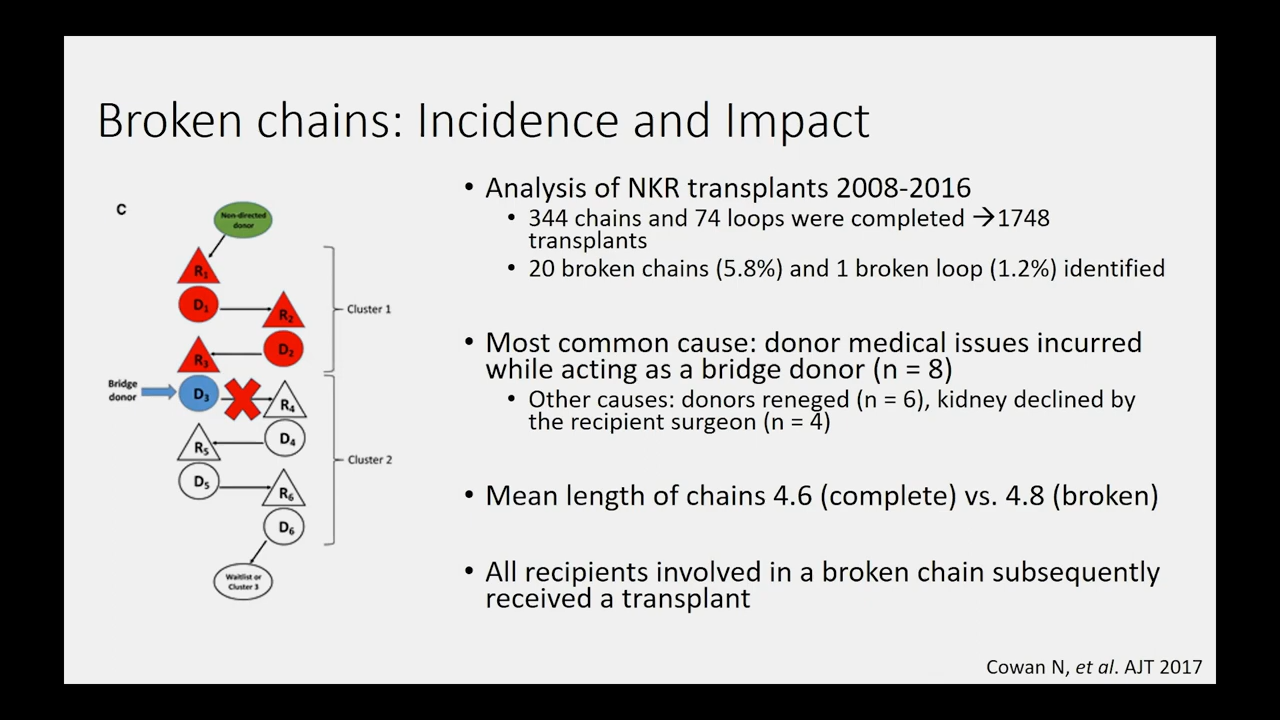 Broken chains: Incidence and Impact
C
Non-directed
donor
R₁
D₁
R₂
Cluster 1
D₂
R₃
Bridge
donor
D₃
R₄
D₄
R₅
Cluster 2
D₅
R₆
D₆
Waitlist or
Cluster 3
• Analysis of NKR transplants 2008-2016
• 344 chains and 74 loops were completed →1748
transplants
• 20 broken chains (5.8%) and 1 broken loop (1.2%) identified
• Most common cause: donor medical issues incurred
while acting as a bridge donor (n = 8)
• Other causes: donors reneged (n = 6), kidney declined by
the recipient surgeon (n = 4)
• Mean length of chains 4.6 (complete) vs. 4.8 (broken)
• All recipients involved in a broken chain subsequently
received a transplant
Cowan N, et al. AJT 2017